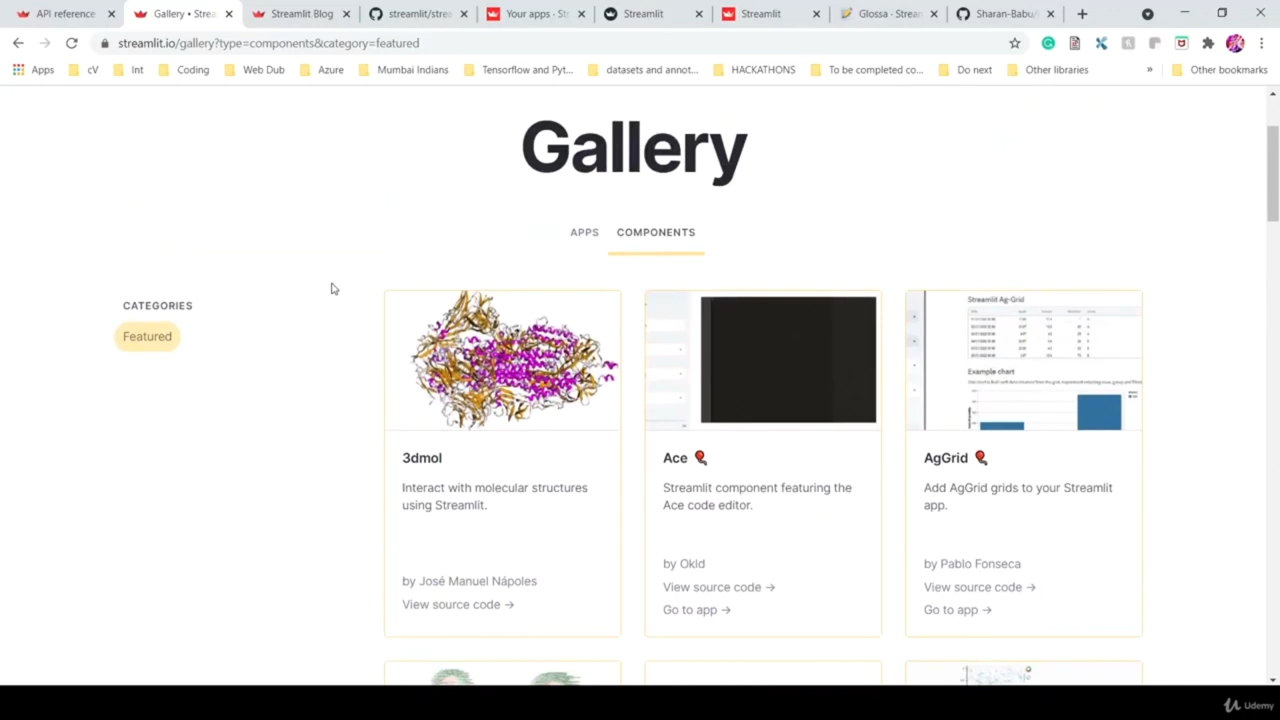 API reference
Gallery • Strea
Streamlit Blog
streamlit/stre
Your apps · St
Streamlit
Streamlit
Glossa - Strean
Sharan-Babu/
streamlit.io/gallery?type=components&category=featured
Apps
cV
Int
Coding
Web Dub
Azure
Mumbai Indians
Tensorflow and Pyt...
datasets and annot...
HACKATHONS
To be completed co...
Do next
Other libraries
»
Other bookmarks
Gallery
APPS
COMPONENTS
CATEGORIES
Featured
Streamlit Ag-Grid
Example chart
3dmol
Interact with molecular structures
using Streamlit.
by José Manuel Nápoles
View source code →
Ace
Streamlit component featuring the
Ace code editor.
by Okld
View source code →
Go to app →
AgGrid
Add AgGrid grids to your Streamlit
app.
by Pablo Fonseca
View source code →
Go to app →
Udemy